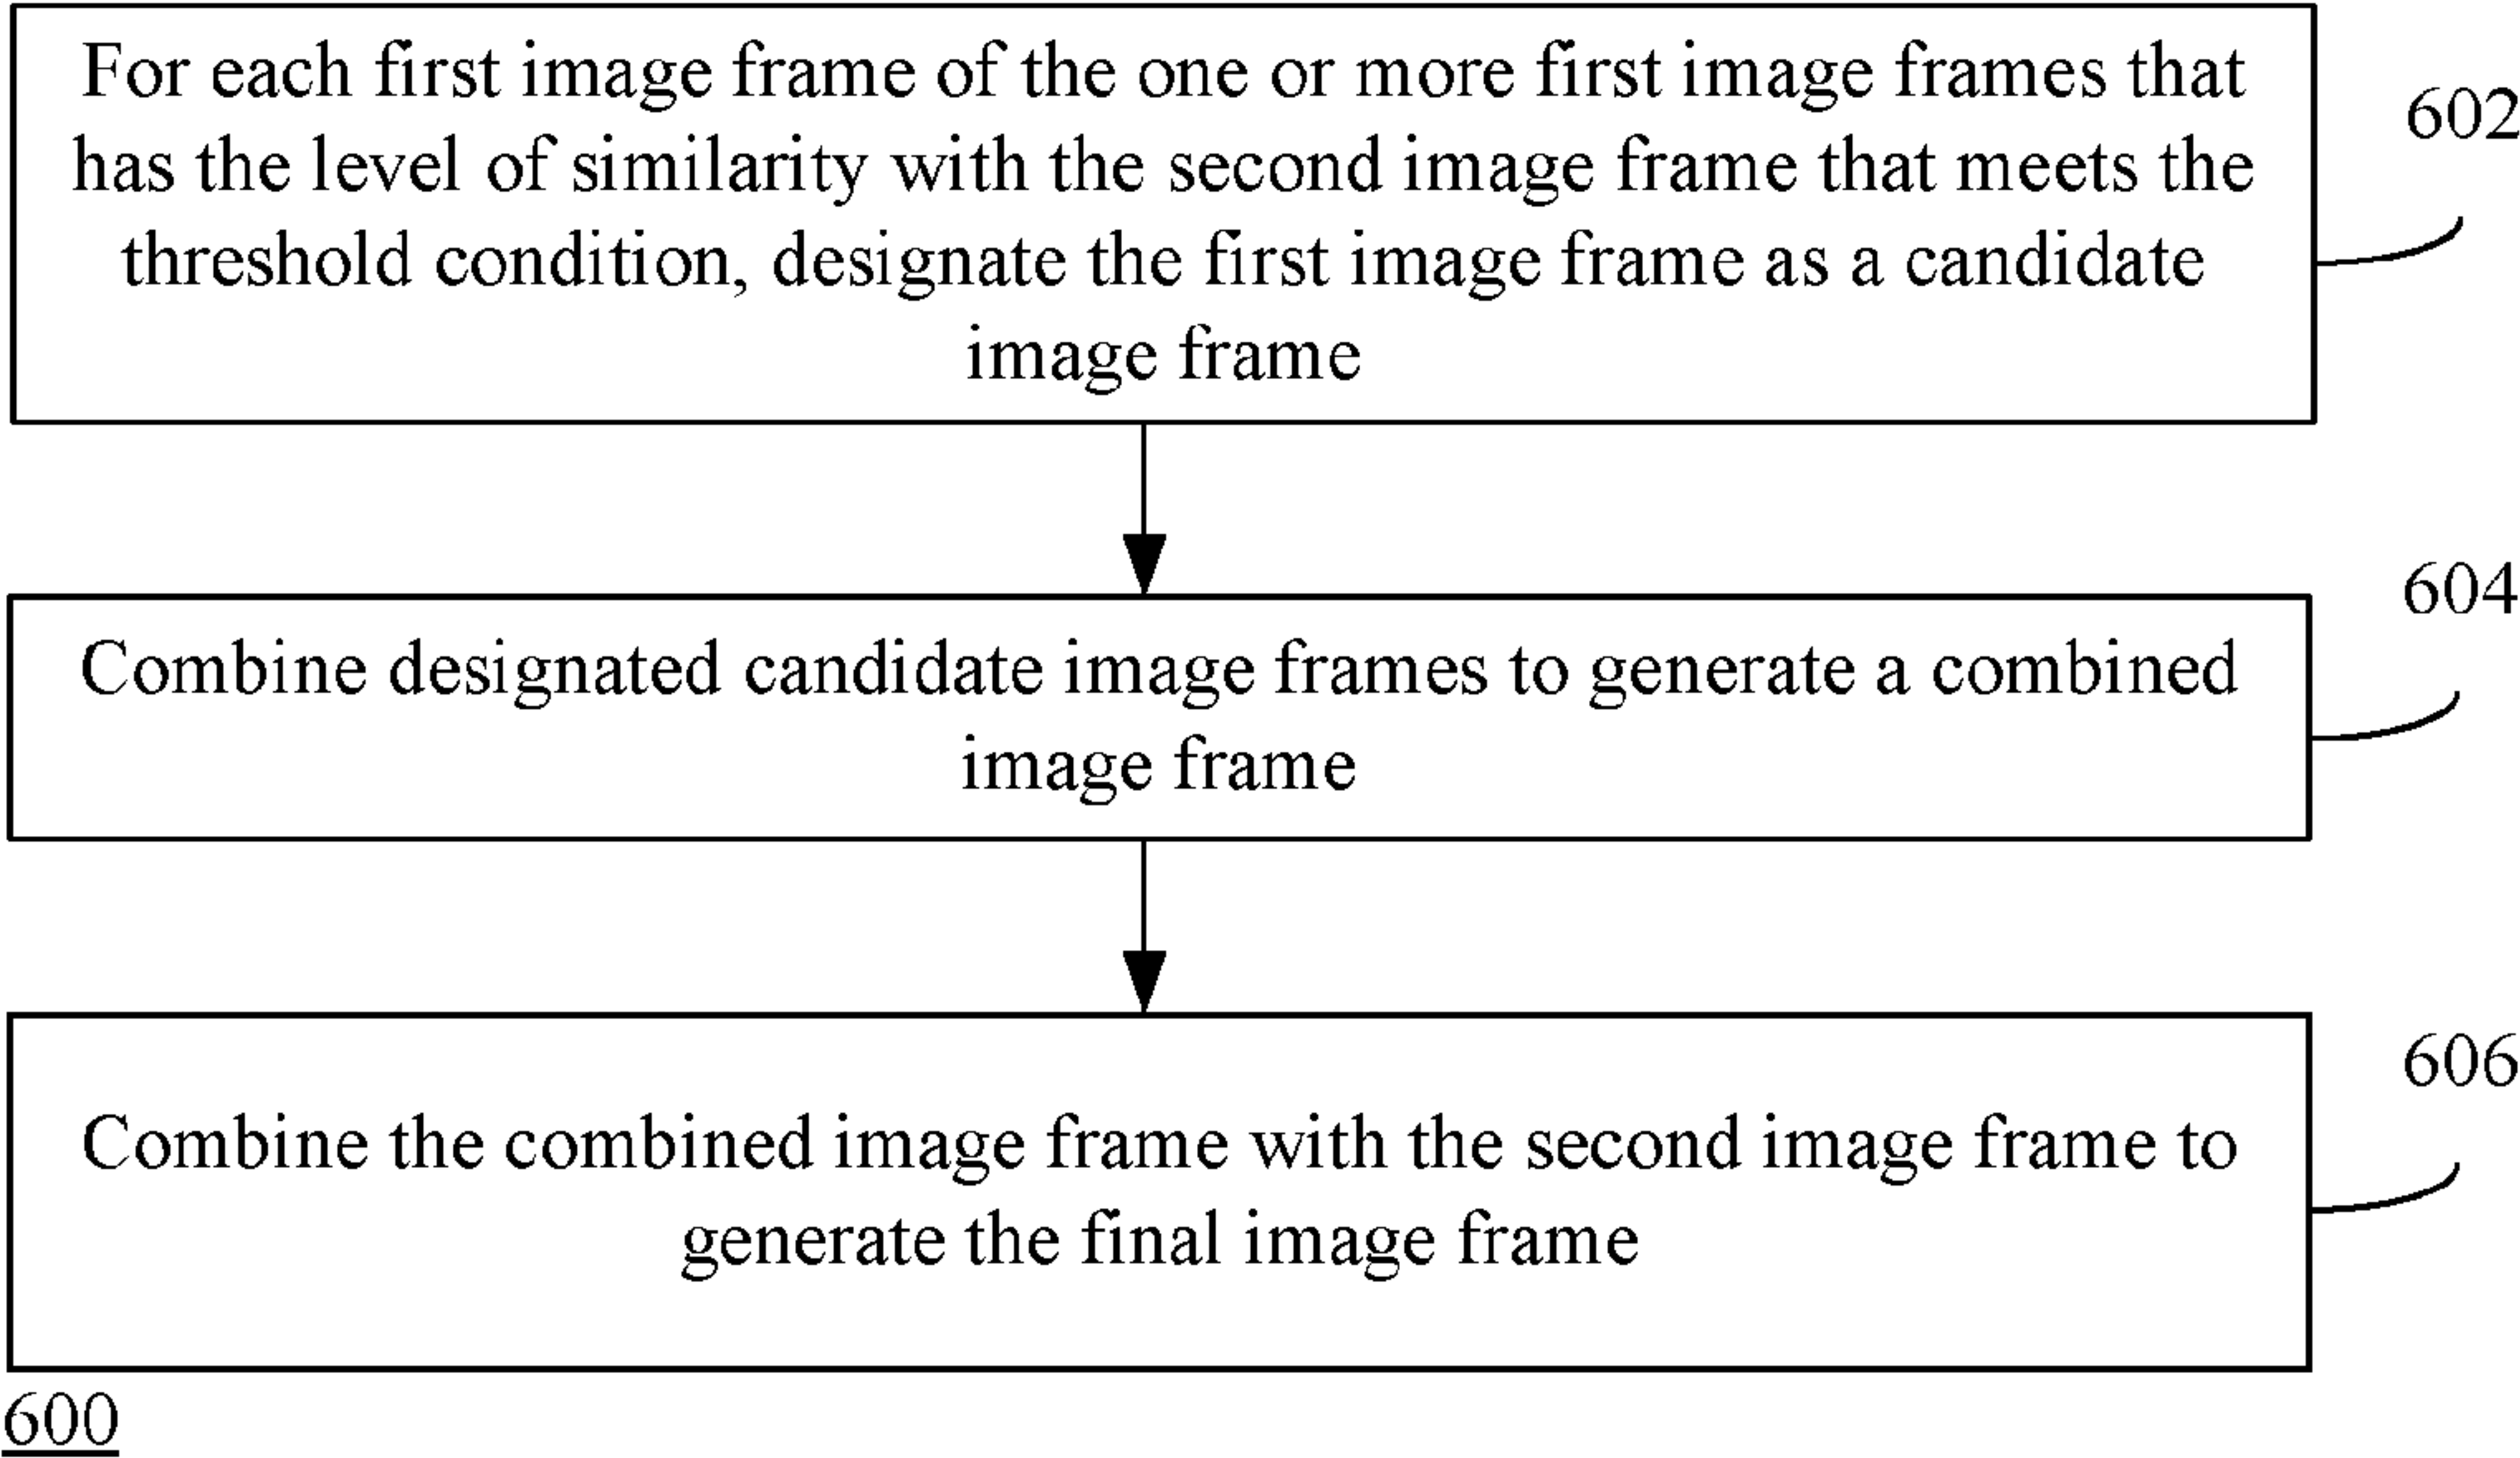 For each first image frame of the one or more first image frames that
has the level of similarity with the second image frame that meets the
threshold condition, designate the first image frame as a candidate
image frame
602
Combine designated candidate image frames to generate a combined
image frame
604
Combine the combined image frame with the second image frame to
generate the final image frame
606
600